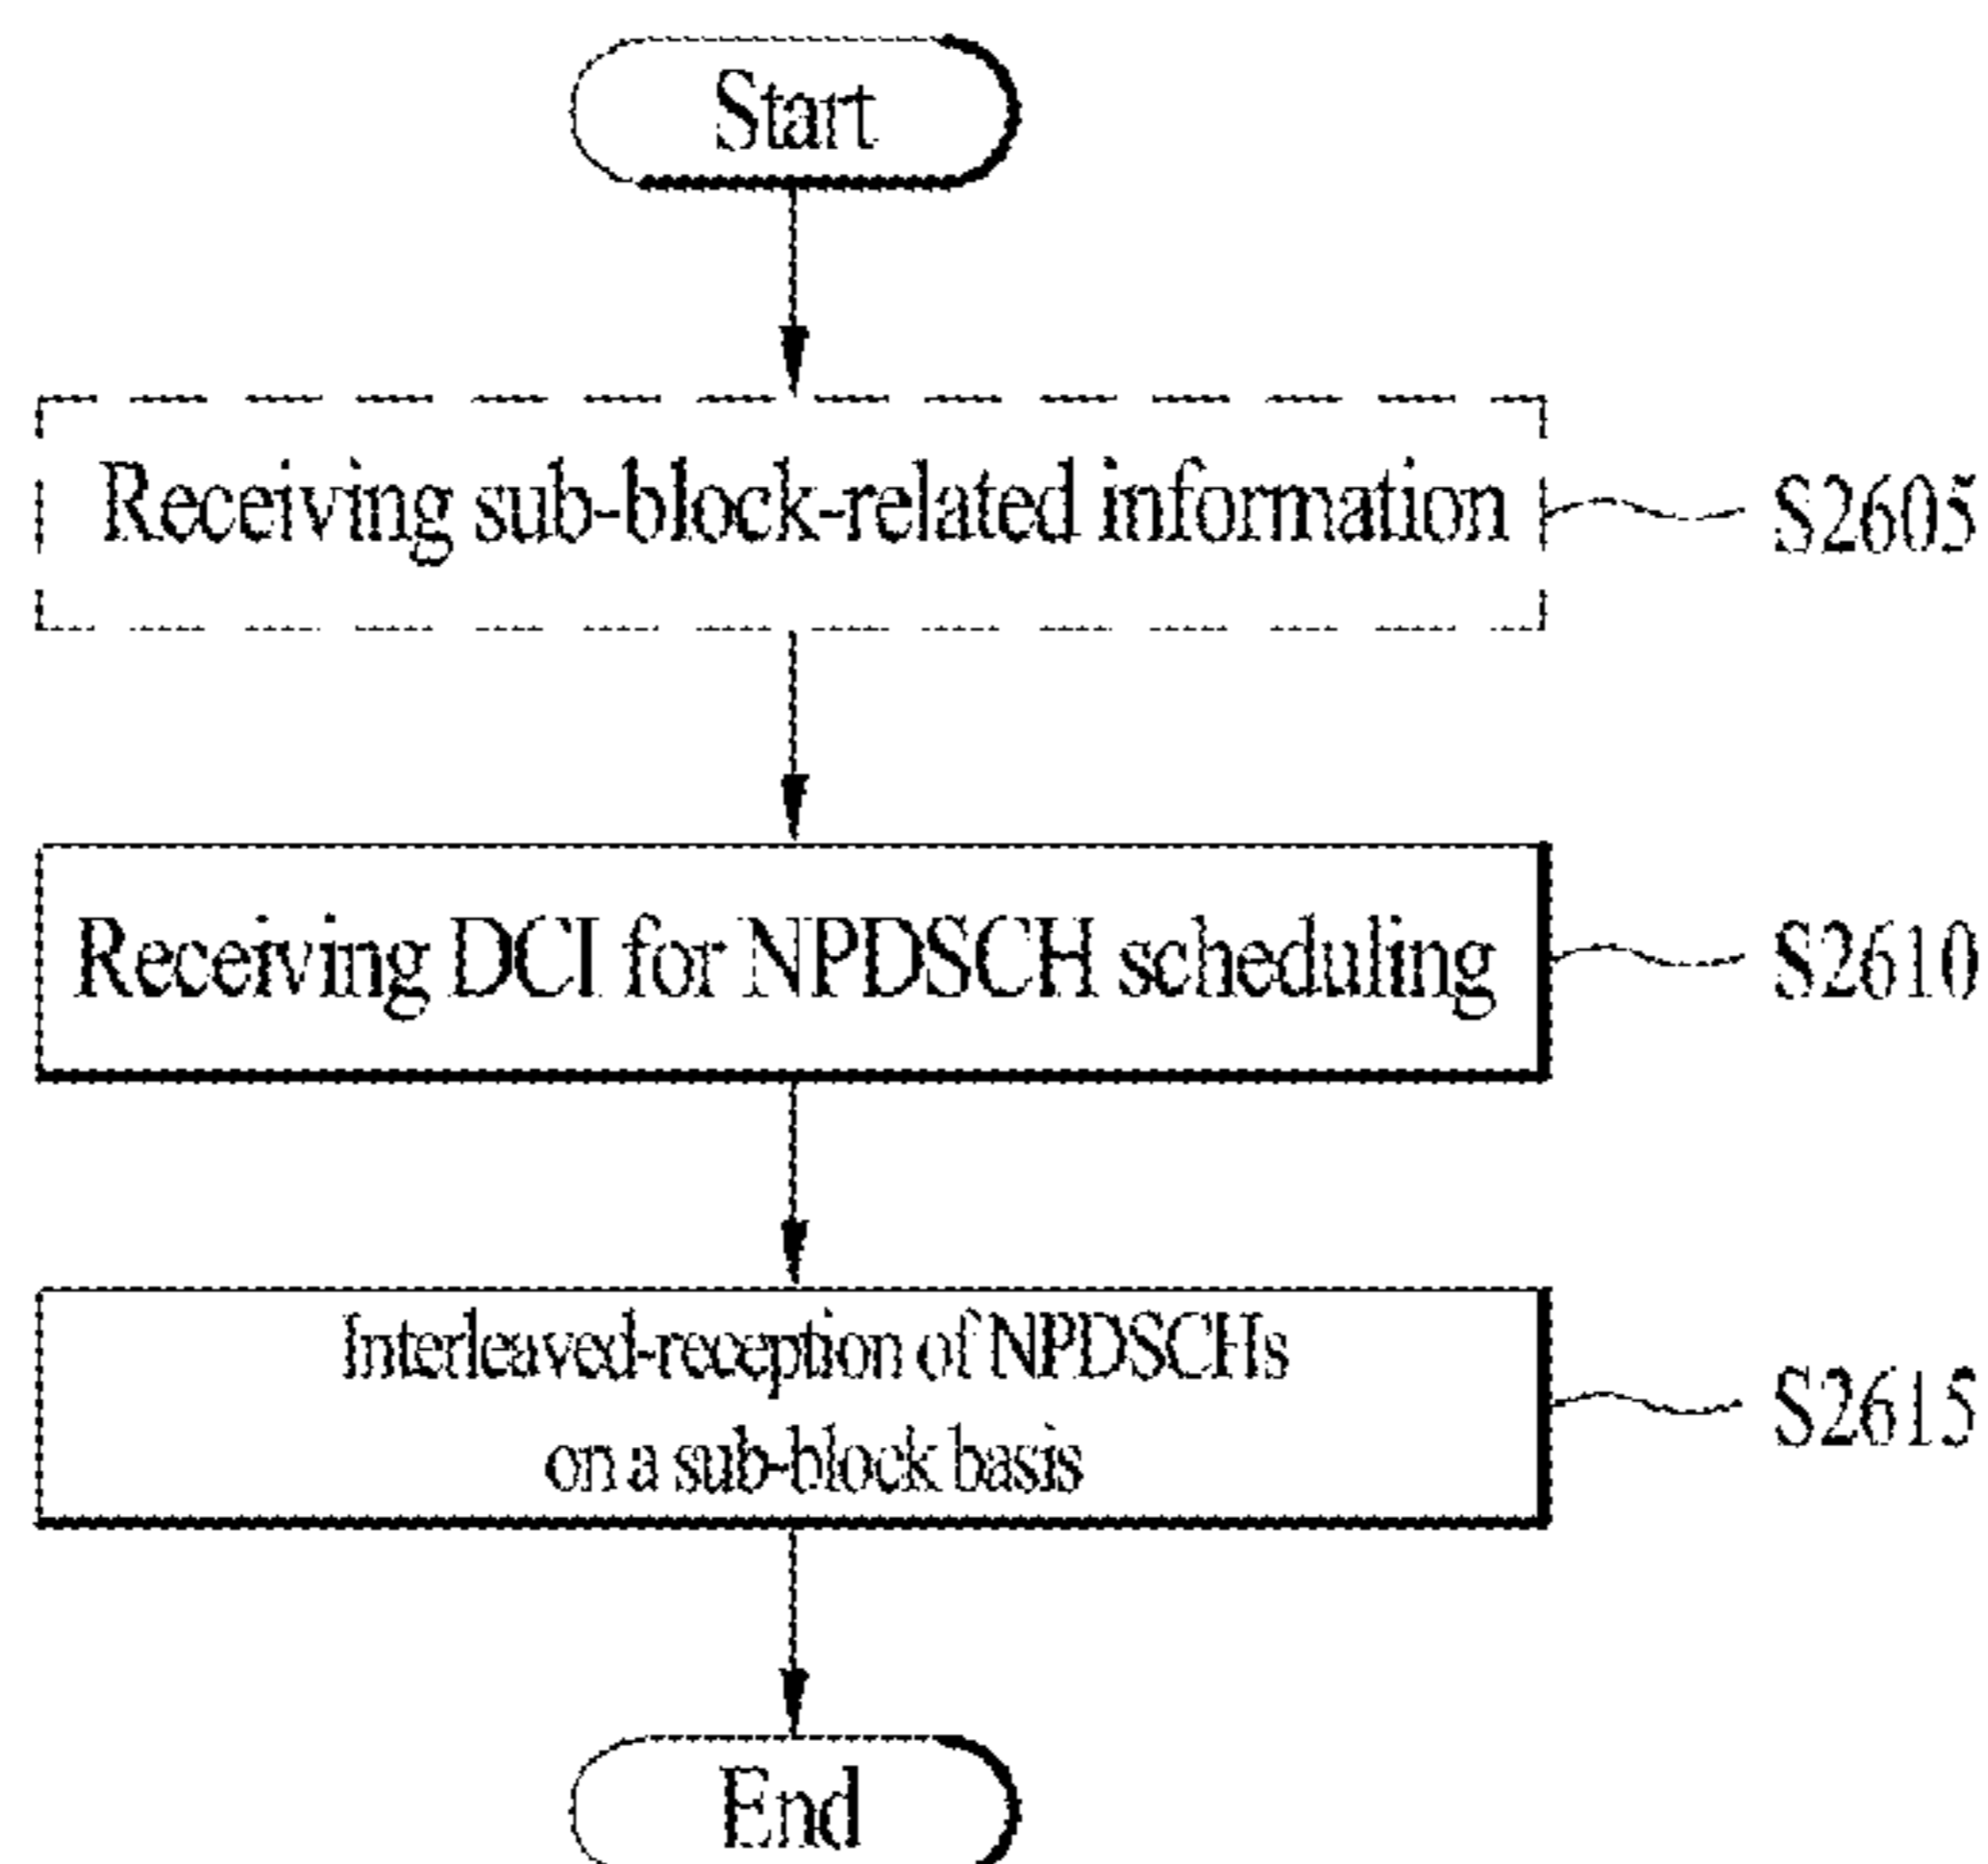 Start
Receiving sub-block-related information
S2605
Receiving DCI for NPDSCH scheduling
S2610
Interleaved-reception of NPDSCHs
on a sub-block basis
S2615
End